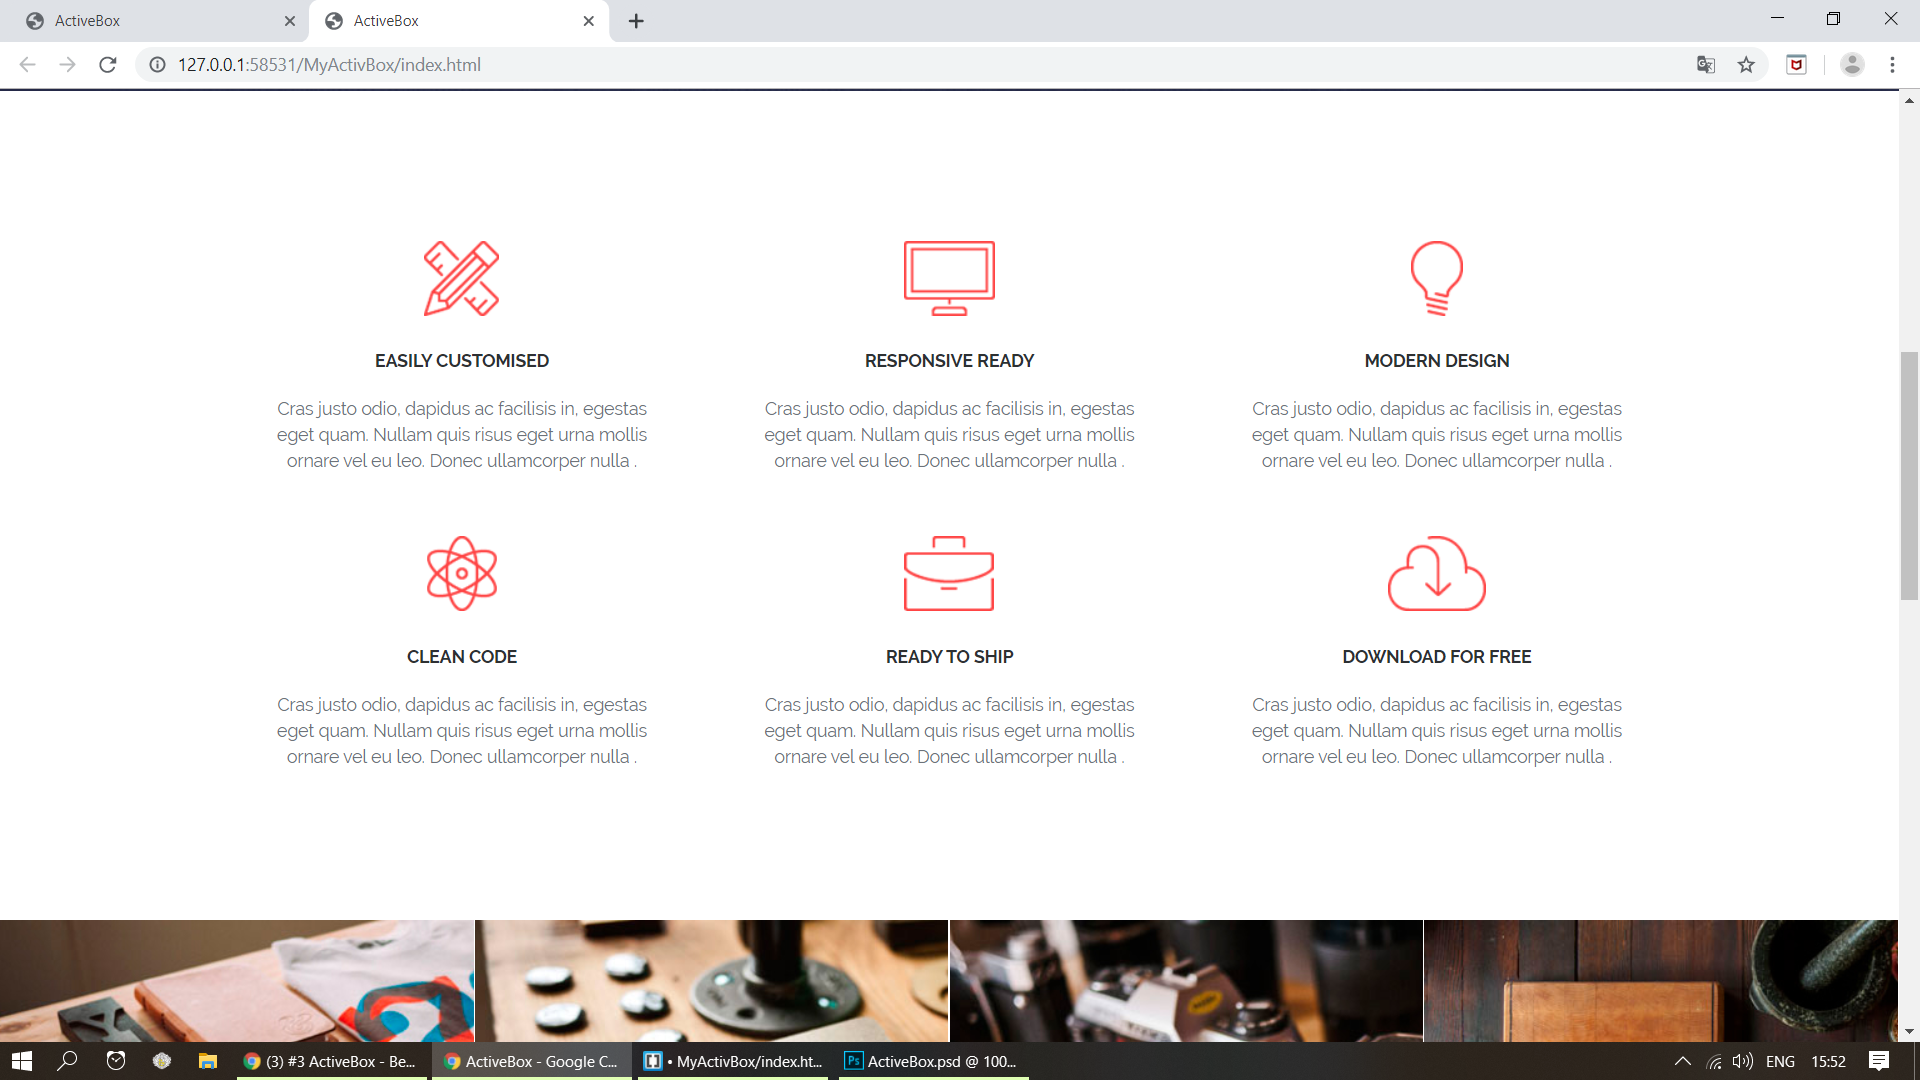 ActiveBox
ActiveBox
127.0.0.1:58531/MyActivBox/index.html
EASILY CUSTOMISED
Cras justo odio, dapidus ac facilisis in, egestas
eget quam. Nullam quis risus eget urna mollis
ornare vel eu leo. Donec ullamcorper nulla .
RESPONSIVE READY
Cras justo odio, dapidus ac facilisis in, egestas
eget quam. Nullam quis risus eget urna mollis
ornare vel eu leo. Donec ullamcorper nulla .
MODERN DESIGN
Cras justo odio, dapidus ac facilisis in, egestas
eget quam. Nullam quis risus eget urna mollis
ornare vel eu leo. Donec ullamcorper nulla .
CLEAN CODE
Cras justo odio, dapidus ac facilisis in, egestas
eget quam. Nullam quis risus eget urna mollis
ornare vel eu leo. Donec ullamcorper nulla .
READY TO SHIP
Cras justo odio, dapidus ac facilisis in, egestas
eget quam. Nullam quis risus eget urna mollis
ornare vel eu leo. Donec ullamcorper nulla .
DOWNLOAD FOR FREE
Cras justo odio, dapidus ac facilisis in, egestas
eget quam. Nullam quis risus eget urna mollis
ornare vel eu leo. Donec ullamcorper nulla .
(3) #3 ActiveBox - Be...
ActiveBox - Google C...
• MyActivBox/index.ht...
Ps
ActiveBox.psd @ 100...
ENG
15:52